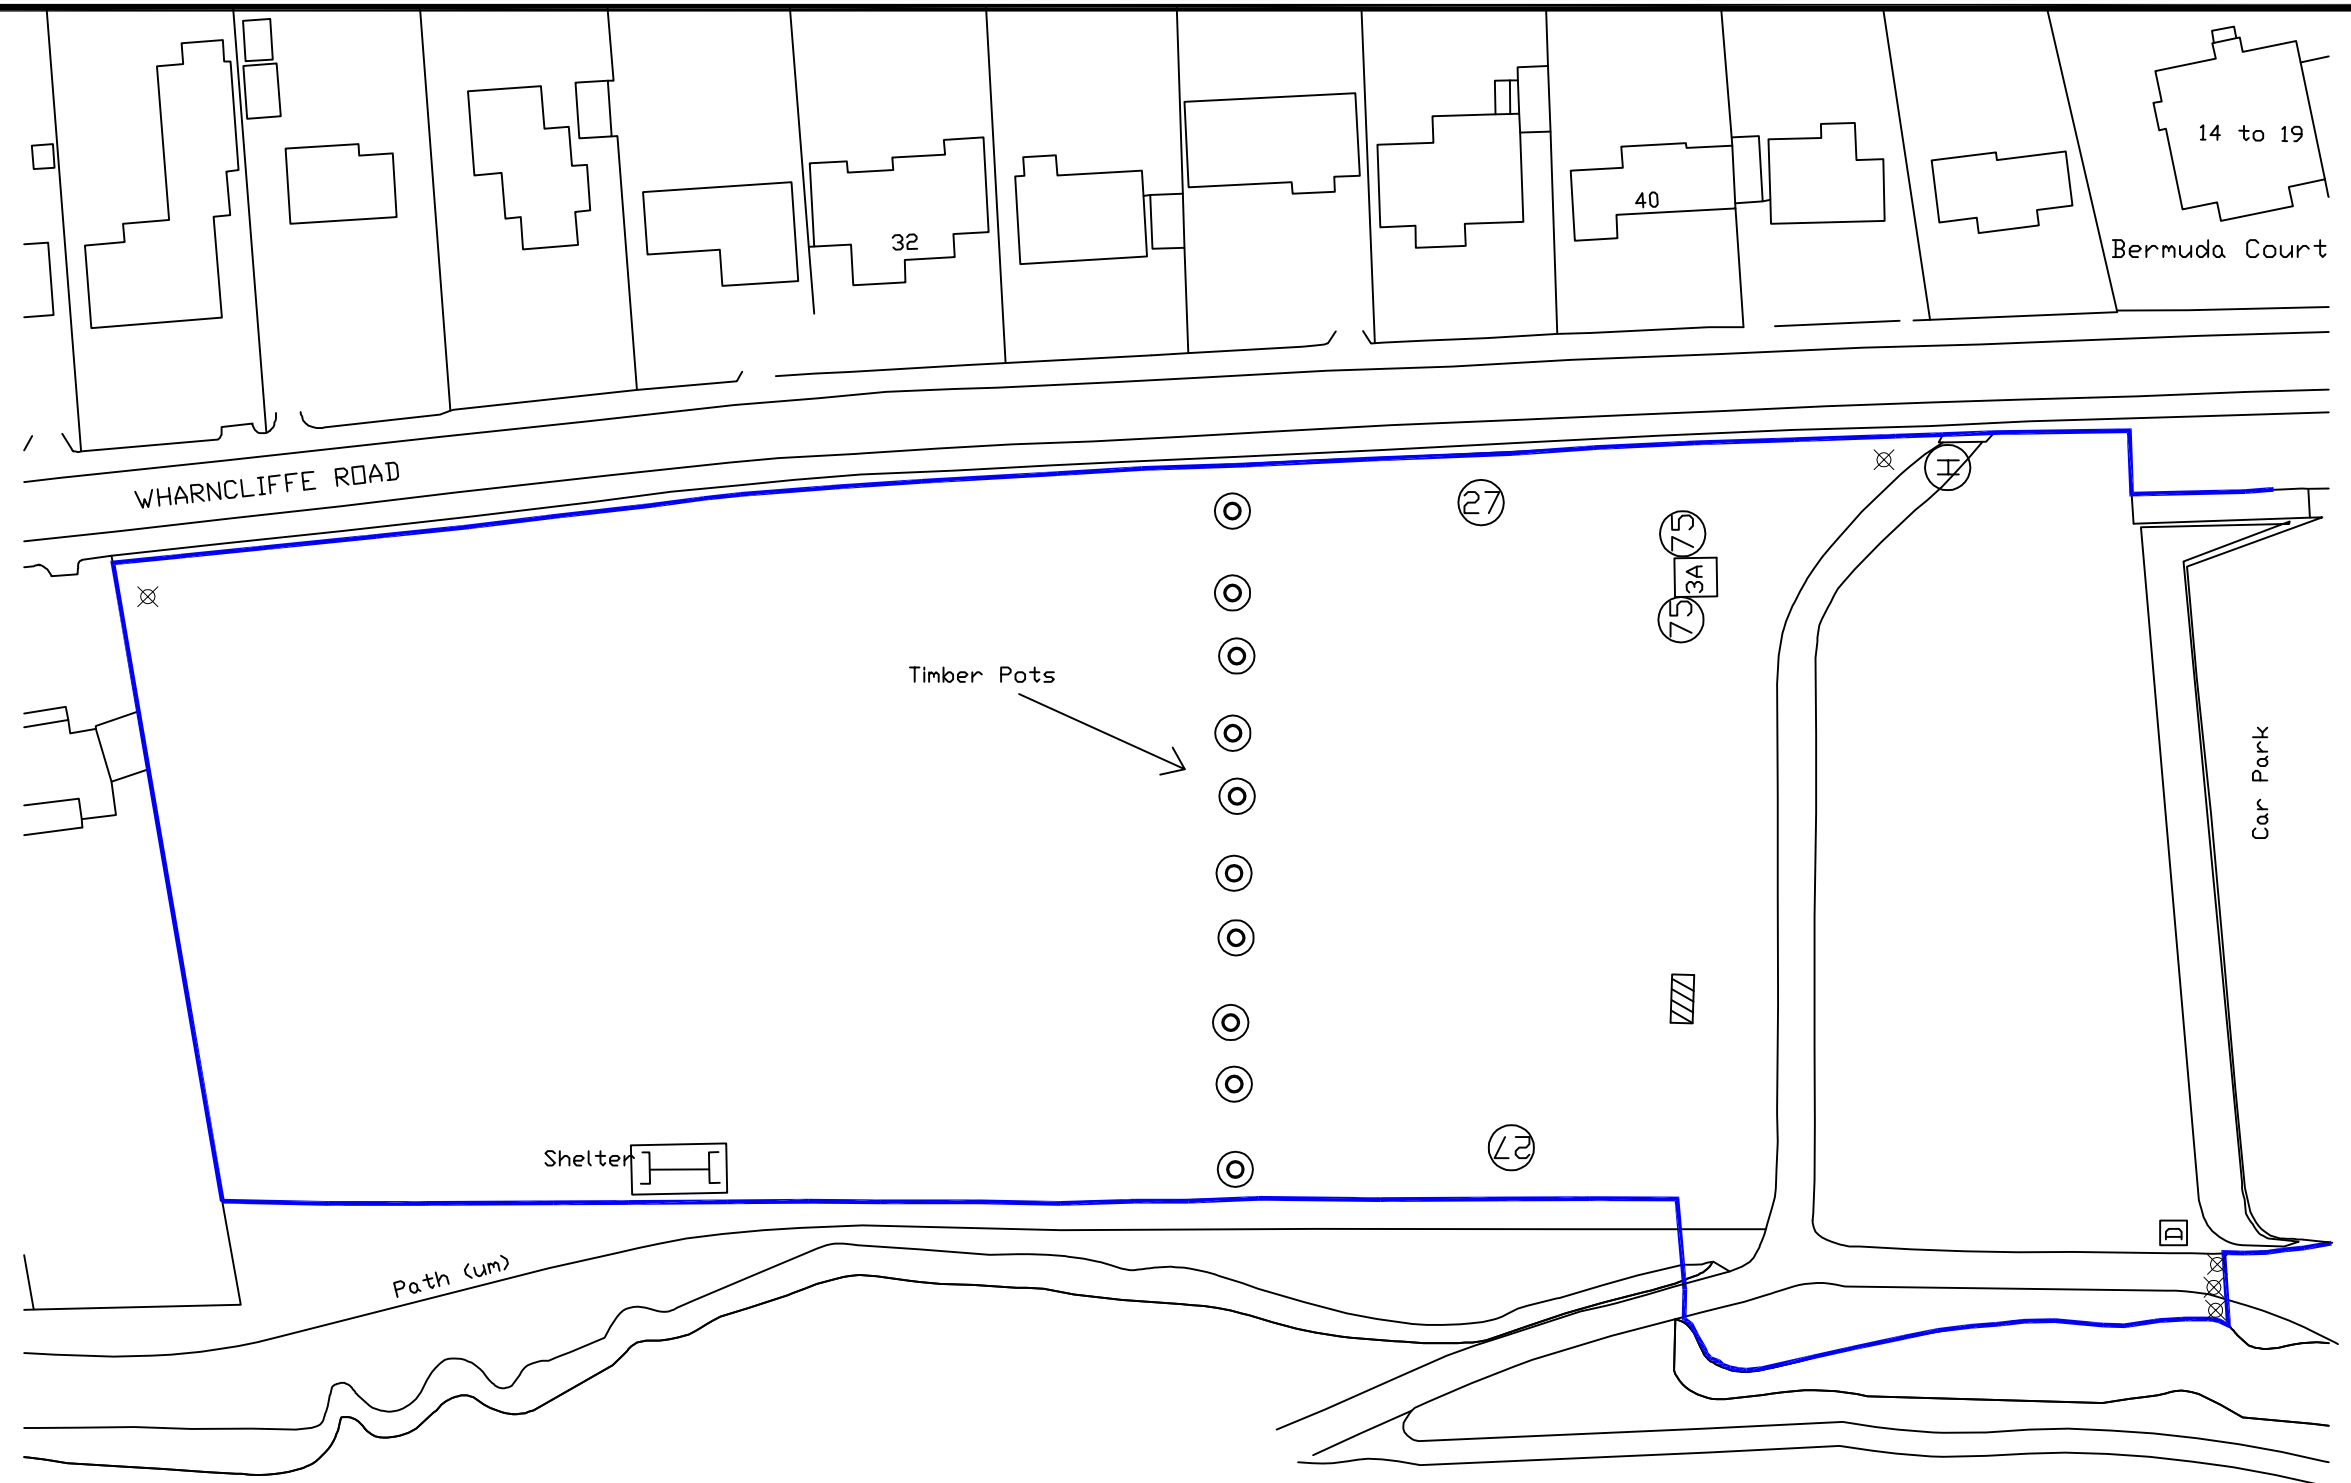 14 to 19
40
32
Bermuda Court
WHARNCLIFFE ROAD
H
27
75
3A
75
Timber Pots
Car Park
27
Shelter
D
Path (um)